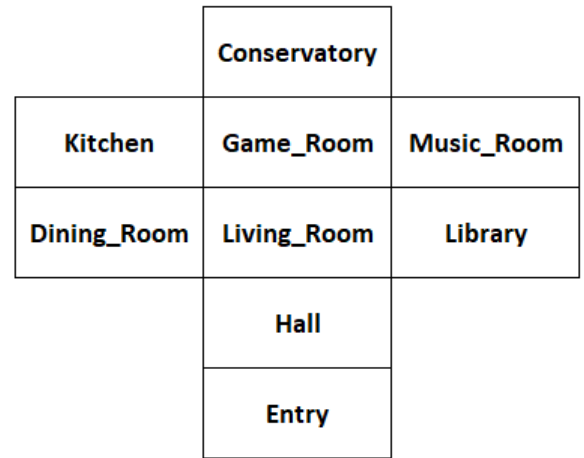 Conservatory
Kitchen Game_Room Music_Room
Dining_Room Living_Room Library
Hall
Entry